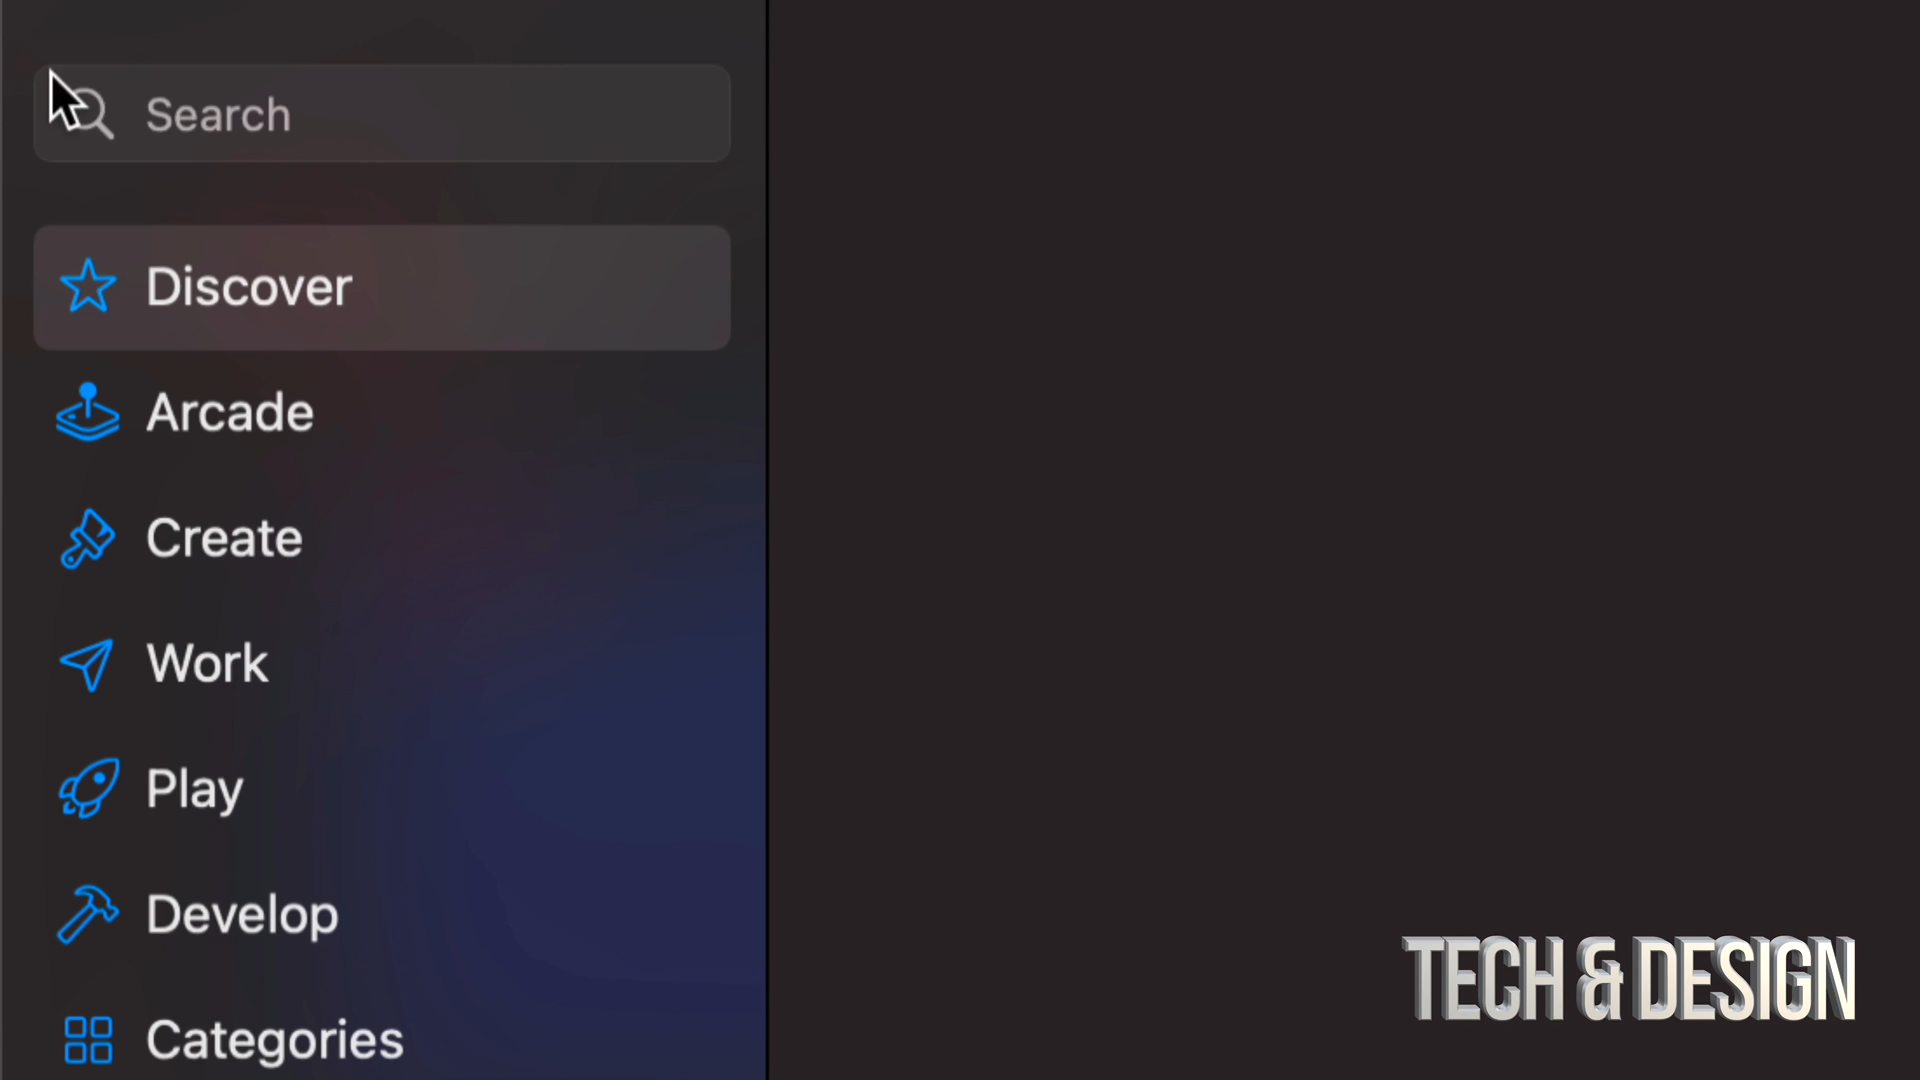 Search
Discover
Arcade
Create
Work
Play
Develop
Categories
TECH & DESIGN